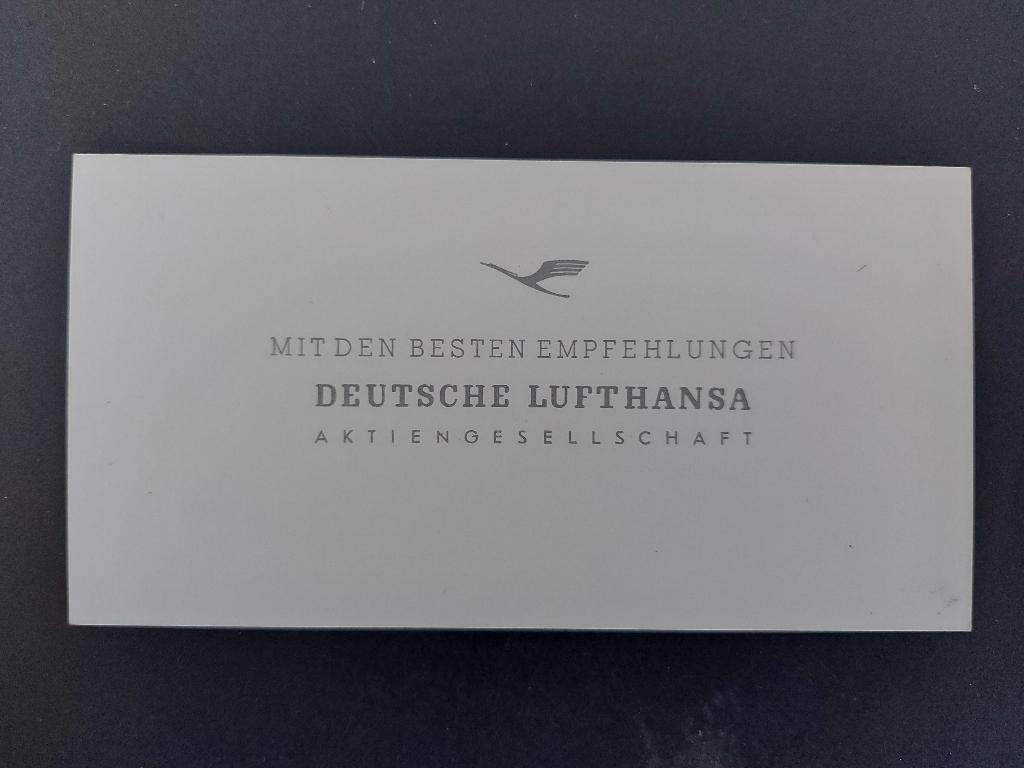 MIT DEN BESTEN EMPFEHLUNGEN
DEUTSCHE LUFTHANSA
AKTIENGESELLSCHAFT